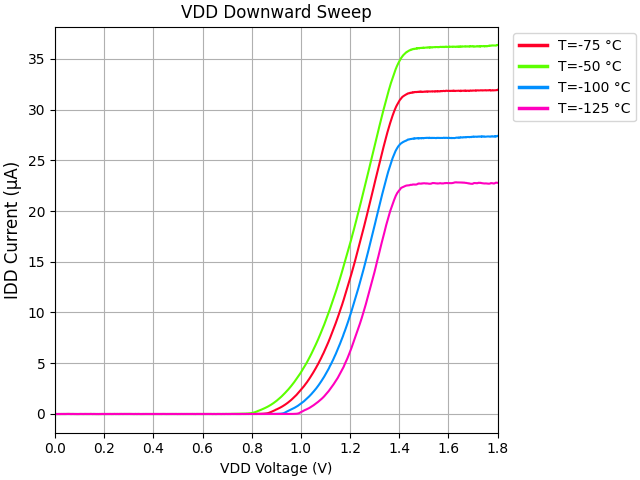 VDD Downward Sweep
IDD Current (μA)
35
30
25
20
15
10
5
0
0.0 0.2 0.4 0.6 0.8 1.0 1.2 1.4 1.6 1.8
VDD Voltage (V)
T=-75 °C
T=-50 °C
T=-100 °C
T=-125 °C